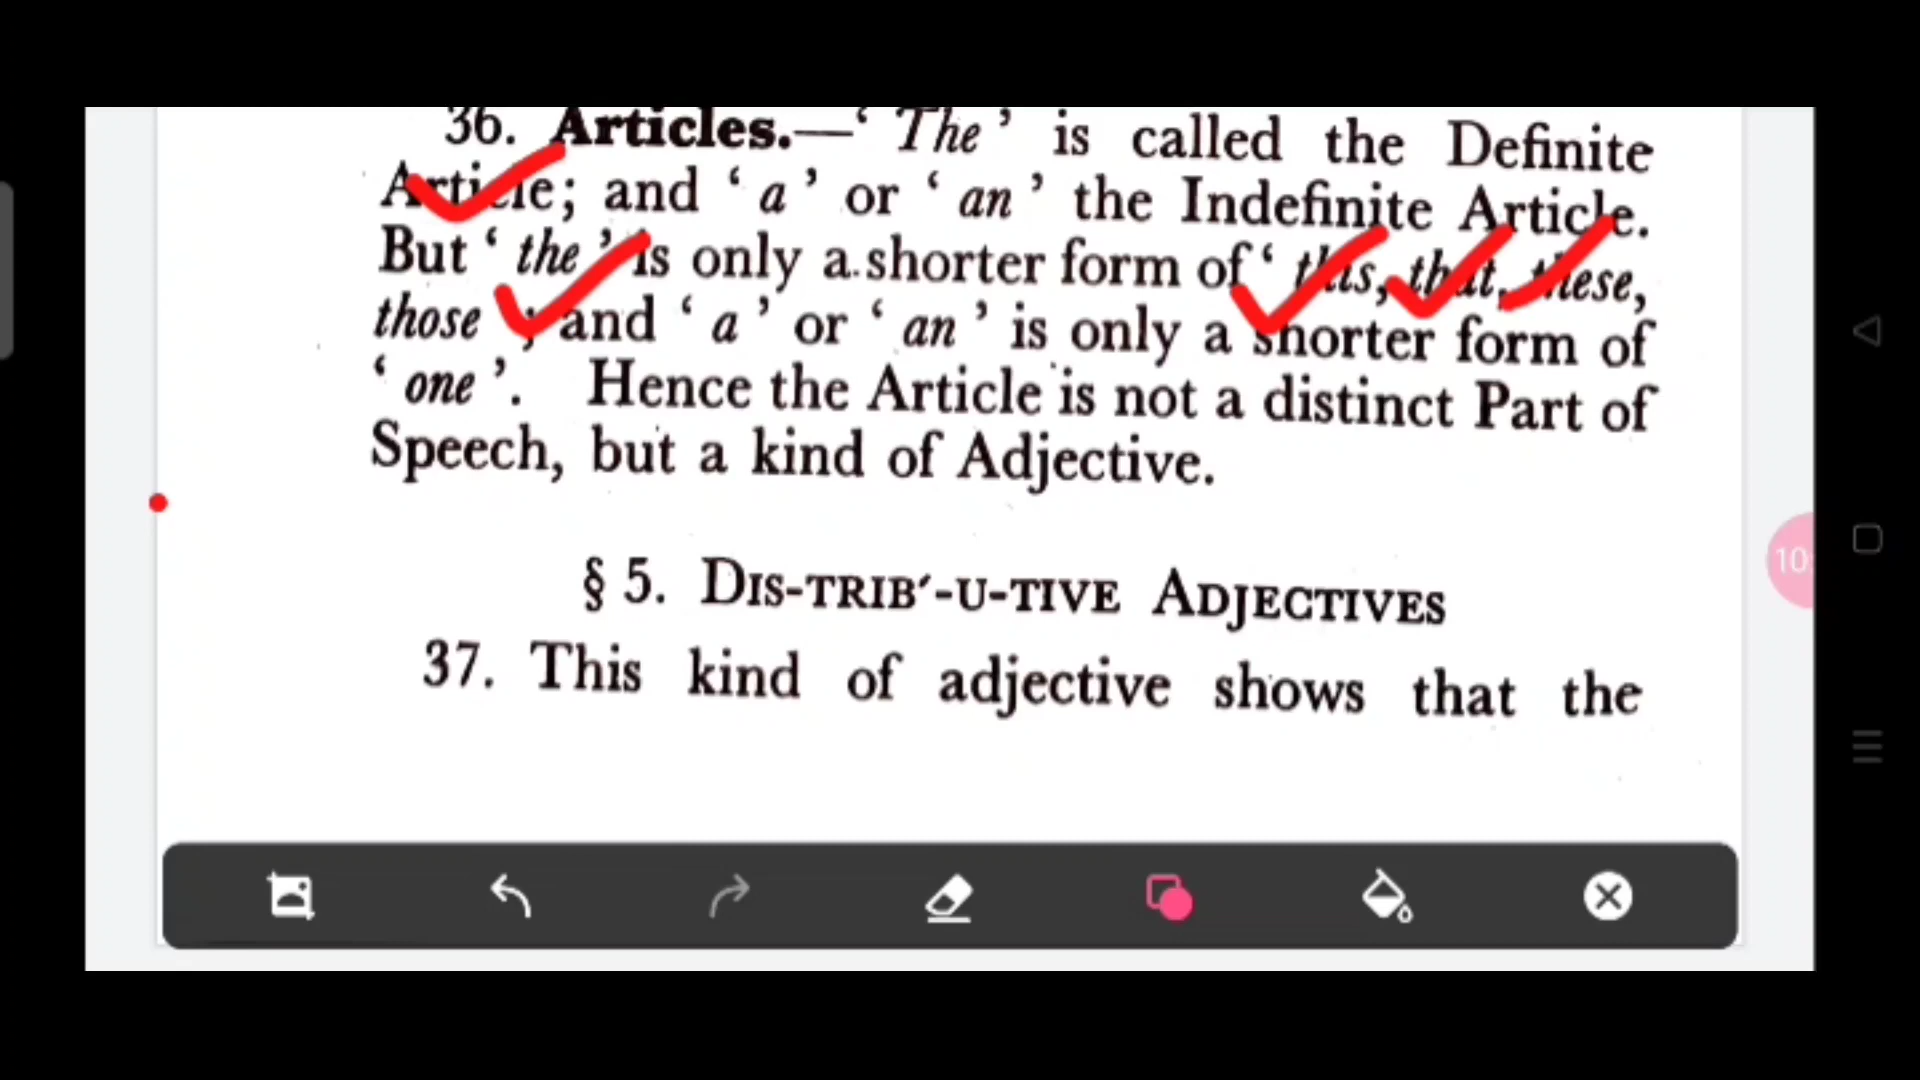 36. Articles.—‘ The ’ is called the Definite
Article; and ‘ a ’ or ‘ an ’ the Indefinite Article.
But ‘ the ’ is only a shorter form of ‘ this, that, these,
those ’; and ‘ a ’ or ‘ an ’ is only a shorter form of
‘ one ’. Hence the Article is not a distinct Part of
Speech, but a kind of Adjective.
§ 5. DIS-TRIB′-U-TIVE ADJECTIVES
37. This kind of adjective shows that the
10